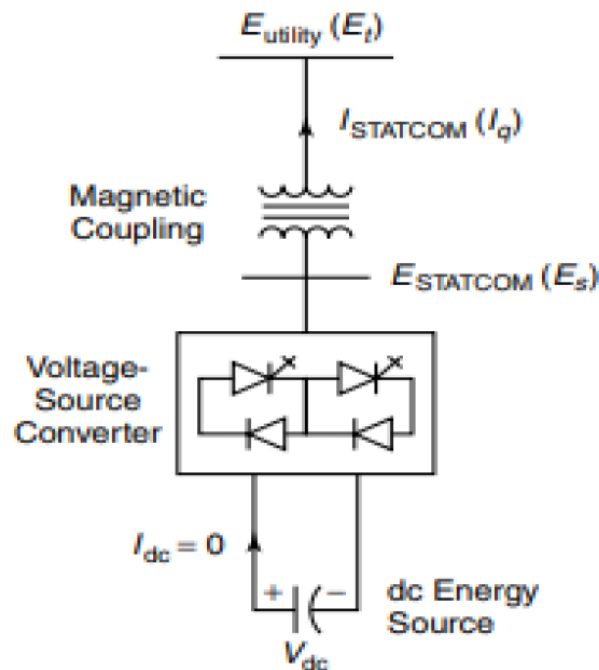 E_utility (E_t)
I_STATCOM (I_q)
Magnetic
Coupling
E_STATCOM (E_s)
Voltage-
Source
Converter
I_dc = 0
+ −
dc Energy
Source
V_dc